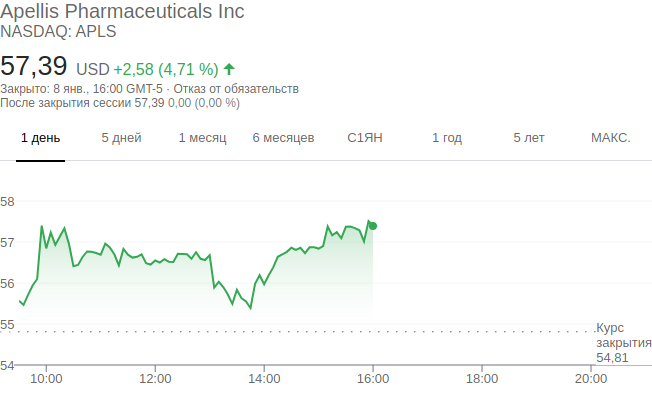 Apellis Pharmaceuticals Inc
NASDAQ: APLS
57,39 USD +2,58 (4,71 %)
Закрыто: 8 янв., 16:00 GMT-5 · Отказ от обязательств
После закрытия сессии 57,39 0,00 (0,00 %)
1 день 5 дней 1 месяц 6 месяцев С1ЯН 1 год 5 лет МАКС.
58
57
56
55
Курс
закрытия
54,81
54
10:00 12:00 14:00 16:00 18:00 20:00